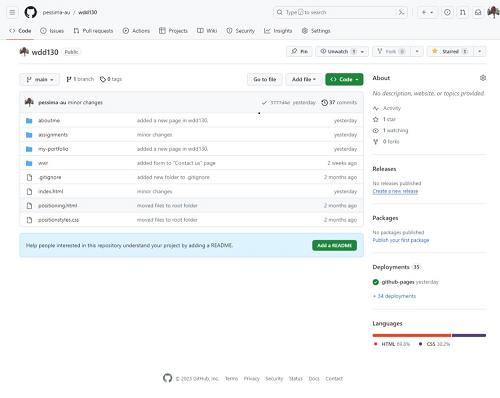 pessima-au / wdd130
Type / to search
Code Issues Pull requests Actions Projects Wiki Security Insights Settings
wdd130 Public
Pin Unwatch 1 Fork 0 Starred 1
main 1 branch 0 tags Go to file Add file Code
pessima-au minor changes yesterday 37 commits
aboutme added a new page in wdd130. yesterday
assignments minor changes yesterday
my-portfolio added a new page in wdd130. yesterday
wwr added form to "Contact us" page 2 weeks ago
.gitignore added new folder to .gitignore 2 months ago
index.html minor changes yesterday
positioning.html moved files to root folder 2 months ago
positionstyles.css moved files to root folder 2 months ago
Help people interested in this repository understand your project by adding a README. Add a README
About
No description, website, or topics provided.
Activity
1 star
1 watching
0 forks
Releases
No releases published
Create a new release
Packages
No packages published
Publish your first package
Deployments 35
github-pages yesterday
+ 34 deployments
Languages
HTML 69.8% CSS 30.2%
© 2023 GitHub, Inc. Terms Privacy Security Status Docs Contact